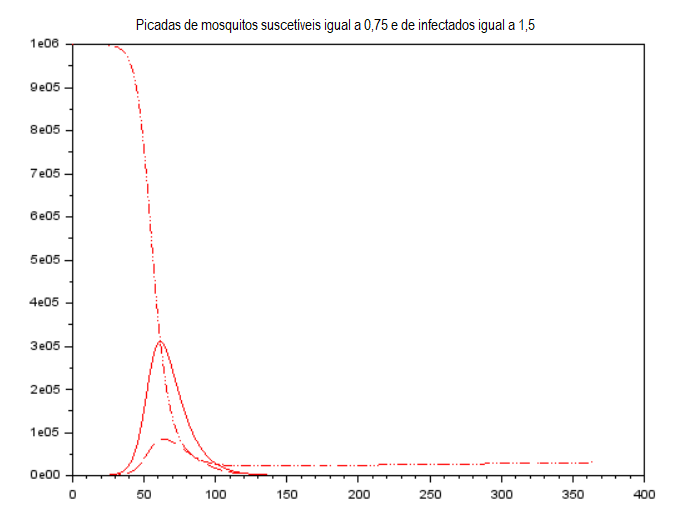 Picadas de mosquitos suscetíveis igual a 0,75 e de infectados igual a 1,5
1e06
9e05
8e05
7e05
6e05
5e05
4e05
3e05
2e05
1e05
0e00
0 50 100 150 200 250 300 350 400